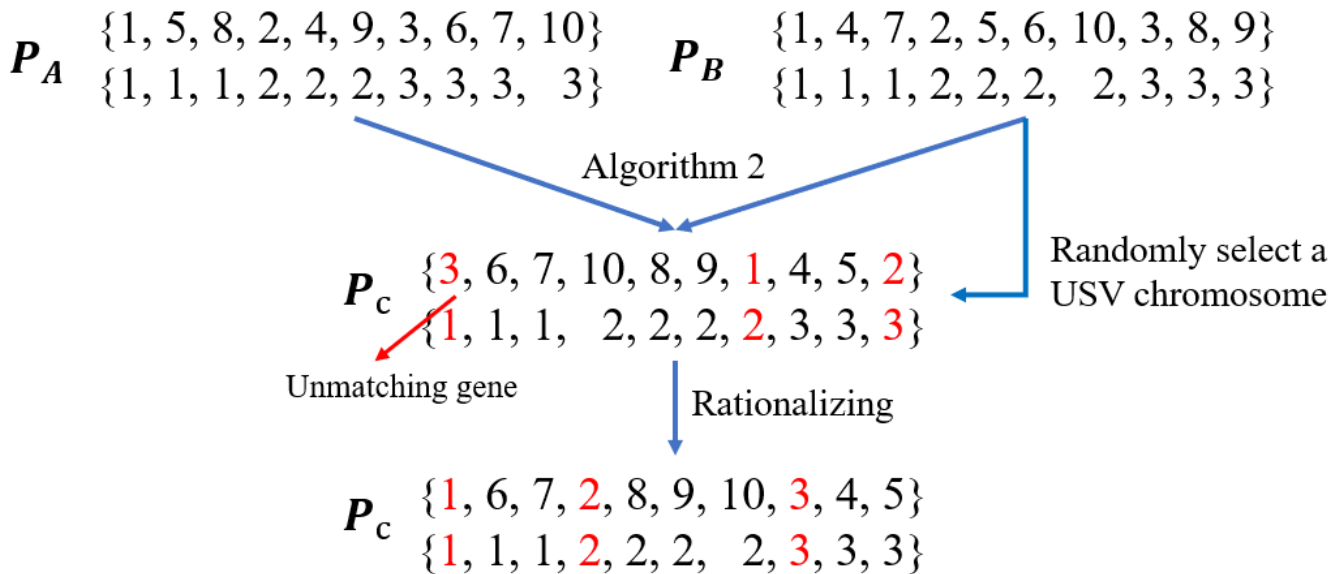 P_A {1, 5, 8, 2, 4, 9, 3, 6, 7, 10}
{1, 1, 1, 2, 2, 2, 3, 3, 3, 3}
P_B {1, 4, 7, 2, 5, 6, 10, 3, 8, 9}
{1, 1, 1, 2, 2, 2, 2, 3, 3, 3}
Algorithm 2
Randomly select a
USV chromosome
P_c {3, 6, 7, 10, 8, 9, 1, 4, 5, 2}
{1, 1, 1, 2, 2, 2, 2, 3, 3, 3}
Unmatching gene
Rationalizing
P_c {1, 6, 7, 2, 8, 9, 10, 3, 4, 5}
{1, 1, 1, 2, 2, 2, 2, 3, 3, 3}